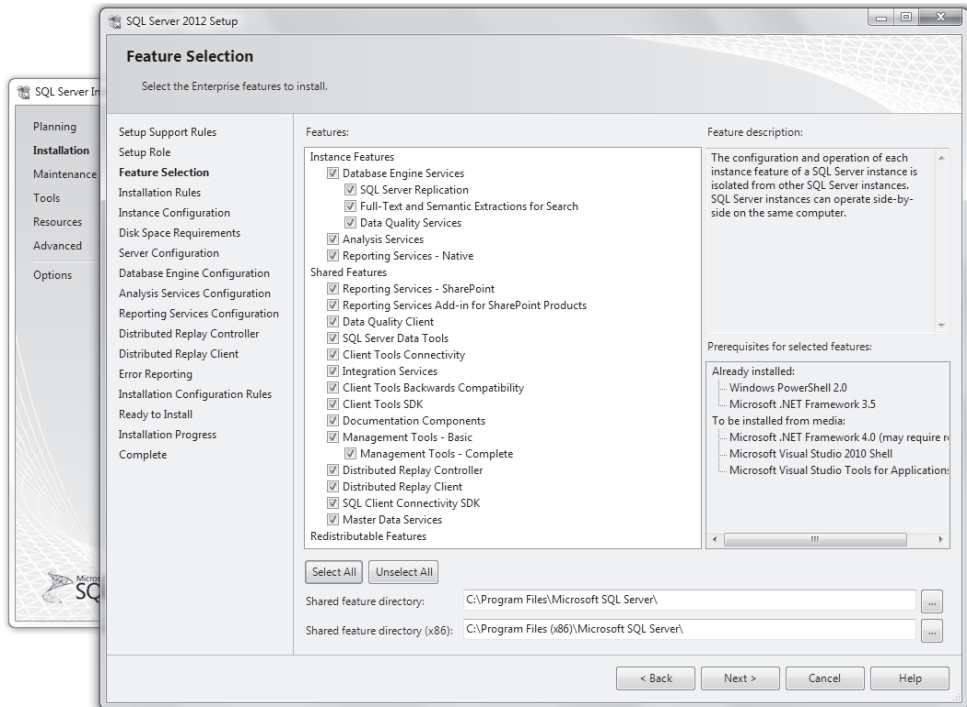 SQL Server 2012 Setup
Feature Selection
Select the Enterprise features to install.
SQL Server
Planning
Installation
Maintenance
Tools
Resources
Advanced
Options
SQ
Setup Support Rules
Setup Role
Feature Selection
Installation Rules
Instance Configuration
Disk Space Requirements
Server Configuration
Database Engine Configuration
Analysis Services Configuration
Reporting Services Configuration
Distributed Replay Controller
Distributed Replay Client
Error Reporting
Installation Configuration Rules
Ready to Install
Installation Progress
Complete
Features:
Instance Features
Database Engine Services
SQL Server Replication
Full-Text and Semantic Extractions for Search
Data Quality Services
Analysis Services
Reporting Services - Native
Shared Features
Reporting Services - SharePoint
Reporting Services Add-in for SharePoint Products
Data Quality Client
SQL Server Data Tools
Client Tools Connectivity
Integration Services
Client Tools Backwards Compatibility
Client Tools SDK
Documentation Components
Management Tools - Basic
Management Tools - Complete
Distributed Replay Controller
Distributed Replay Client
SQL Client Connectivity SDK
Master Data Services
Redistributable Features
Feature description:
The configuration and operation of each
instance feature of a SQL Server instance is
isolated from other SQL Server instances.
SQL Server instances can operate side-by-
side on the same computer.
Prerequisites for selected features:
Already installed:
Windows PowerShell 2.0
Microsoft .NET Framework 3.5
To be installed from media:
Microsoft .NET Framework 4.0 (may require
Microsoft Visual Studio 2010 Shell
Microsoft Visual Studio Tools for Applications
Select All
Unselect All
Shared feature directory:
C:\Program Files\Microsoft SQL Server\
...
Shared feature directory (x86):
C:\Program Files (x86)\Microsoft SQL Server\
...
< Back
Next >
Cancel
Help